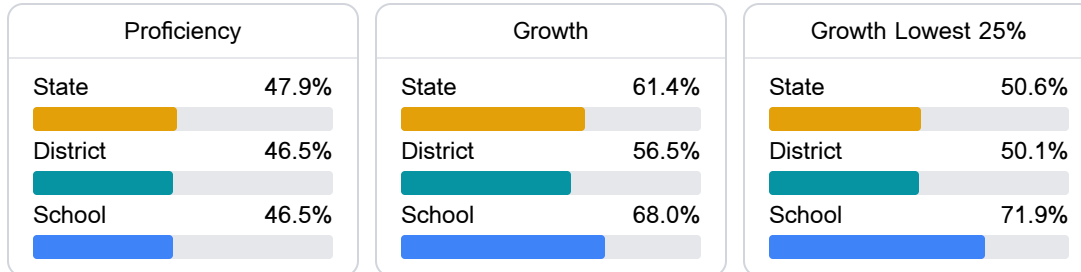 Proficiency
State 47.9%
District 46.5%
School 46.5%
Growth
State 61.4%
District 56.5%
School 68.0%
Growth Lowest 25%
State 50.6%
District 50.1%
School 71.9%